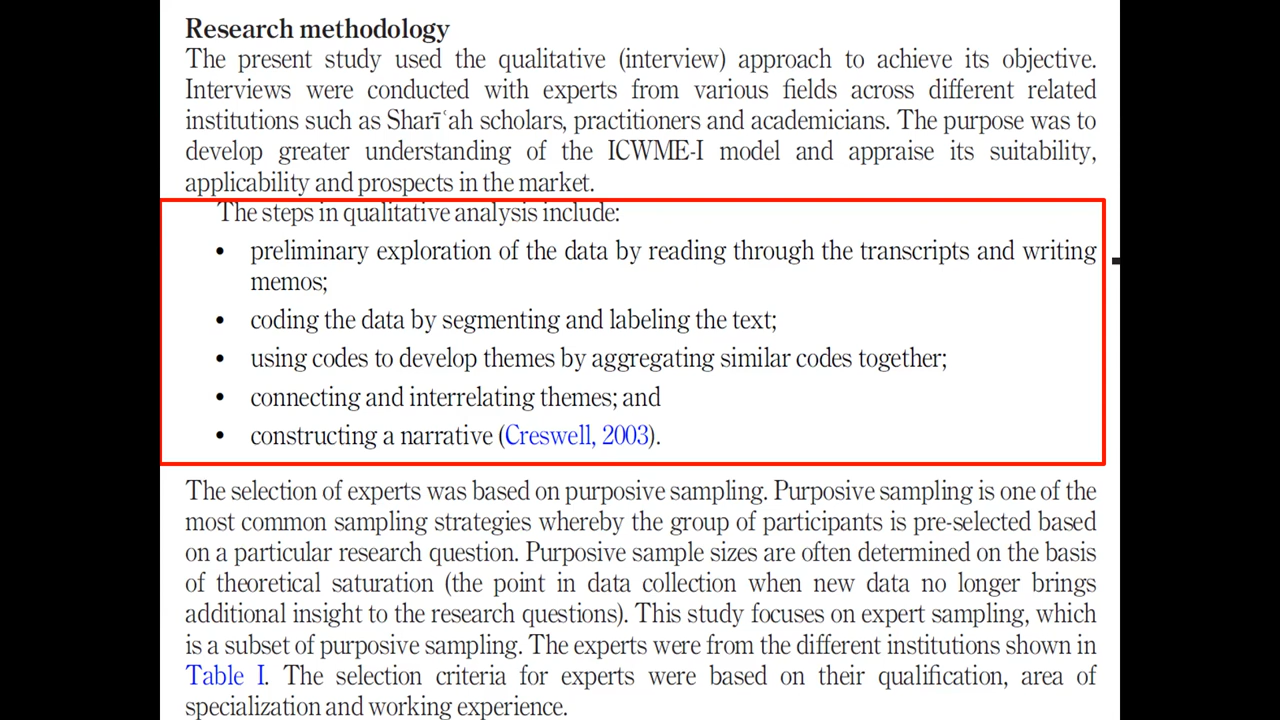 Research methodology
The present study used the qualitative (interview) approach to achieve its objective.
Interviews were conducted with experts from various fields across different related
institutions such as Sharīʿah scholars, practitioners and academicians. The purpose was to
develop greater understanding of the ICWME-I model and appraise its suitability,
applicability and prospects in the market.
The steps in qualitative analysis include:
• preliminary exploration of the data by reading through the transcripts and writing
memos;
• coding the data by segmenting and labeling the text;
• using codes to develop themes by aggregating similar codes together;
• connecting and interrelating themes; and
• constructing a narrative (Creswell, 2003).
The selection of experts was based on purposive sampling. Purposive sampling is one of the
most common sampling strategies whereby the group of participants is pre-selected based
on a particular research question. Purposive sample sizes are often determined on the basis
of theoretical saturation (the point in data collection when new data no longer brings
additional insight to the research questions). This study focuses on expert sampling, which
is a subset of purposive sampling. The experts were from the different institutions shown in
Table I. The selection criteria for experts were based on their qualification, area of
specialization and working experience.